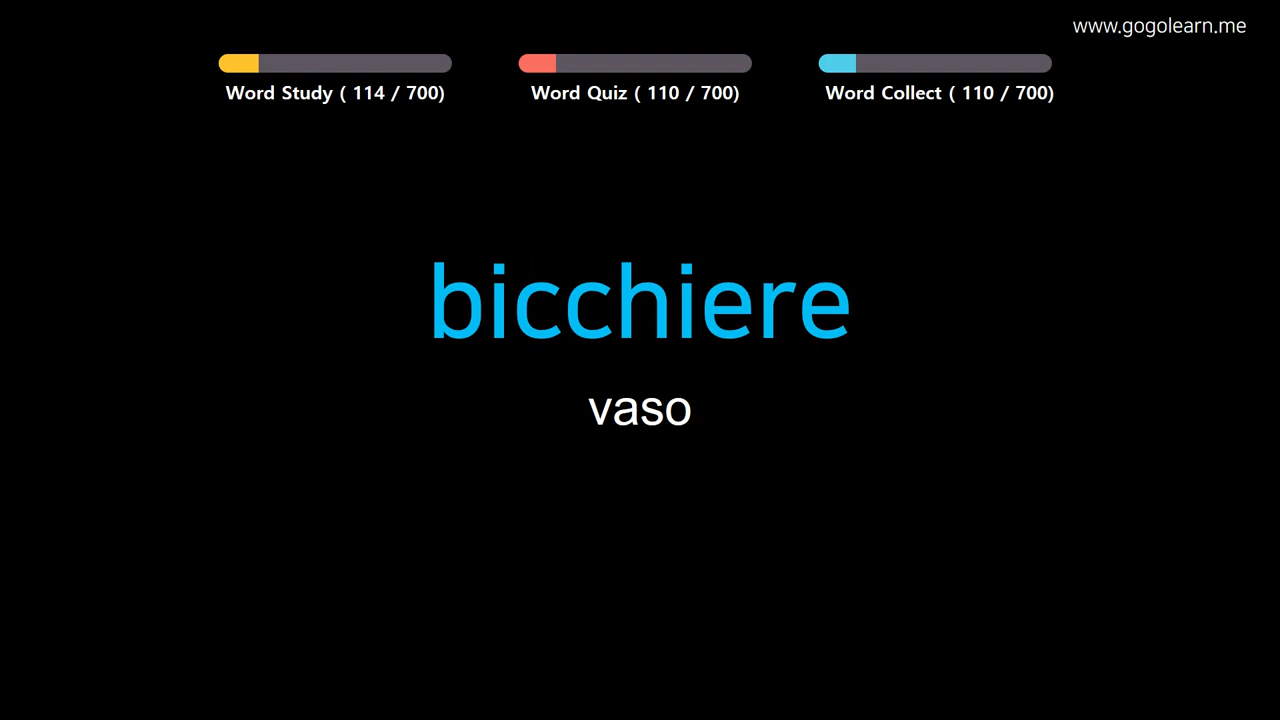 www.gogolearn.me
Word Study ( 114 / 700)
Word Quiz ( 110 / 700)
Word Collect ( 110 / 700)
bicchiere
vaso